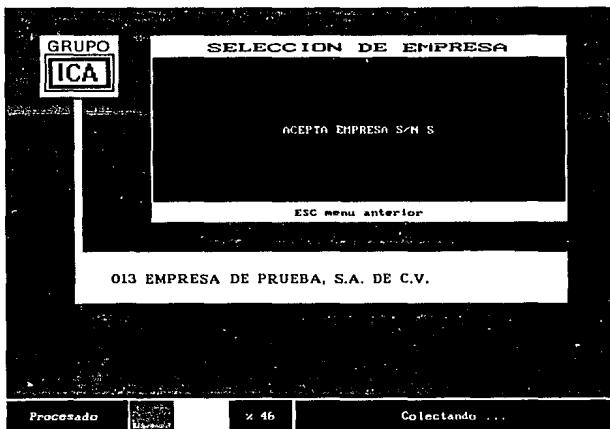 GRUPO
ICA
SELECCION DE EMPRESA
ACEPTA EMPRESA S/N S
ESC menu anterior
013 EMPRESA DE PRUEBA, S.A. DE C.V.
Procesado
% 46
Colectando ...